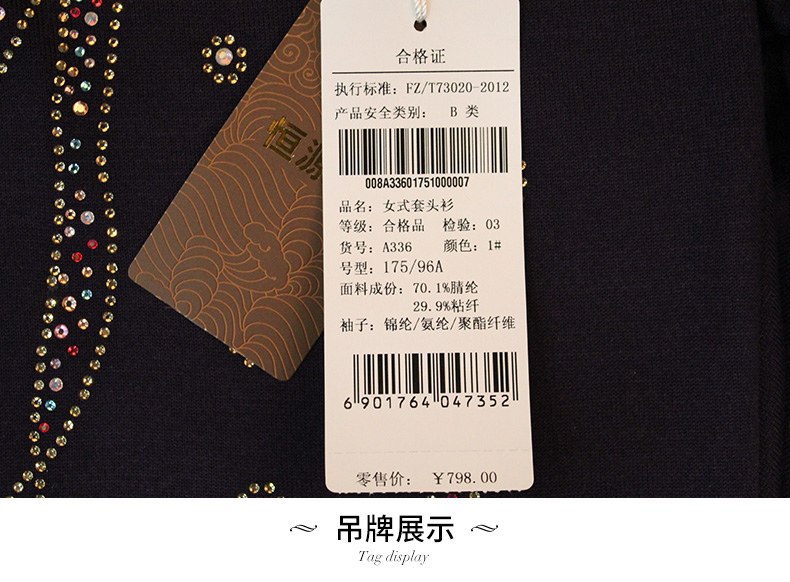 合格证
执行标准：FZ/T73020-2012
产品安全类别： B 类
008A33601751000007
恒源
品名：女式套头衫
等级：合格品 检验：03
货号：A336 颜色：1#
号型：175/96A
面料成份：70.1%腈纶
29.9%粘纤
袖子：锦纶/氨纶/聚酯纤维
6 901764 047352
零售价： ￥798.00
~ 吊牌展示 ~
Tag display